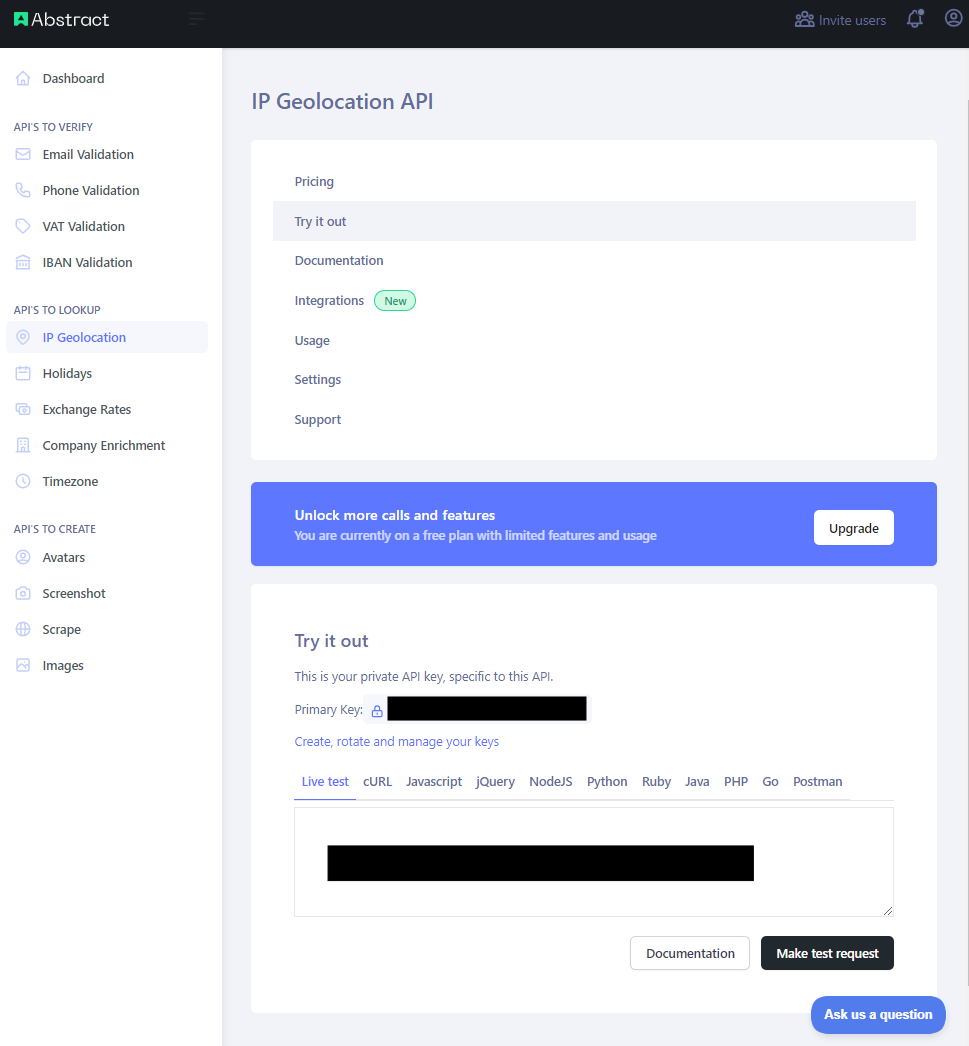 Abstract
Invite users
Dashboard
API'S TO VERIFY
Email Validation
Phone Validation
VAT Validation
IBAN Validation
API'S TO LOOKUP
IP Geolocation
Holidays
Exchange Rates
Company Enrichment
Timezone
API'S TO CREATE
Avatars
Screenshot
Scrape
Images
IP Geolocation API
Pricing
Try it out
Documentation
Integrations New
Usage
Settings
Support
Unlock more calls and features
You are currently on a free plan with limited features and usage
Upgrade
Try it out
This is your private API key, specific to this API.
Primary Key:
Create, rotate and manage your keys
Live test cURL Javascript jQuery NodeJS Python Ruby Java PHP Go Postman
Documentation Make test request
Ask us a question